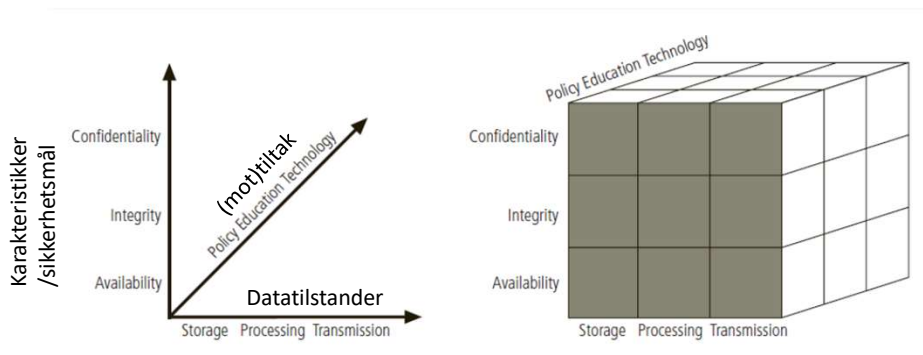 Karakteristikker
/sikkerhetsmål
Confidentiality
Integrity
Availability
(mot)tiltak
Policy Education Technology
Datatilstander
Storage Processing Transmission
Policy Education Technology
Confidentiality
Integrity
Availability
Storage Processing Transmission